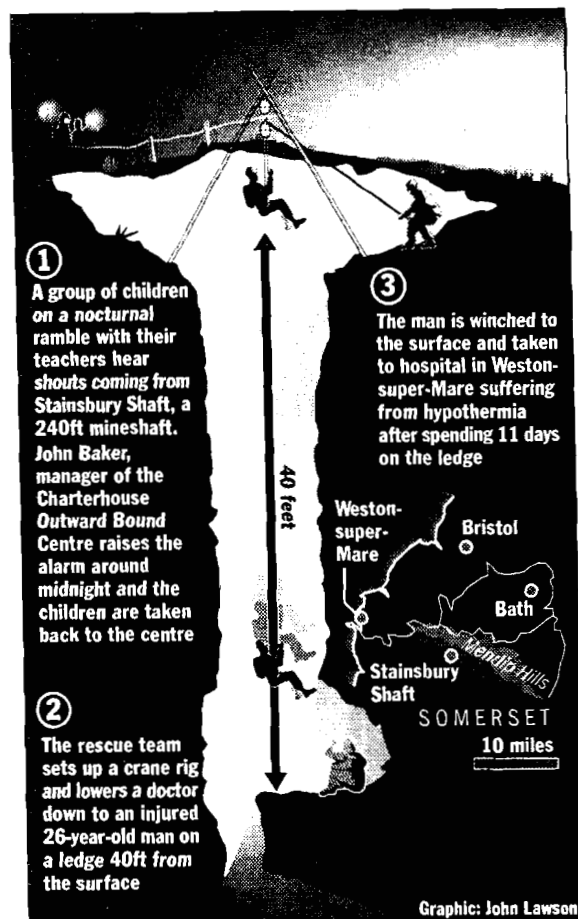 1
A group of children
on a nocturnal
ramble with their
teachers hear
shouts coming from
Stainsbury Shaft, a
240ft mineshaft.
John Baker,
manager of the
Charterhouse
Outward Bound
Centre raises the
alarm around
midnight and the
children are taken
back to the centre
2
The rescue team
sets up a crane rig
and lowers a doctor
down to an injured
26-year-old man on
a ledge 40ft from
the surface
40 feet
3
The man is winched to
the surface and taken
to hospital in Weston-
super-Mare suffering
from hypothermia
after spending 11 days
on the ledge
Weston-
super-
Mare
Bristol
Bath
Mendip Hills
Stainsbury
Shaft
SOMERSET
10 miles
Graphic: John Lawson